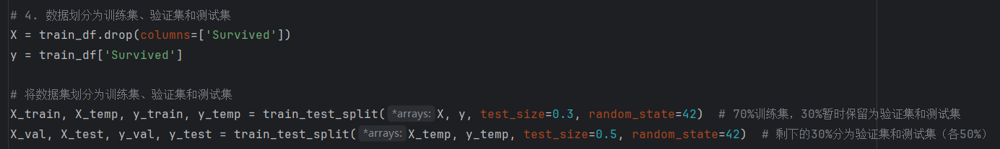 # 4. 数据划分为训练集、验证集和测试集
X = train_df.drop(columns=['Survived'])
y = train_df['Survived']
# 将数据集划分为训练集、验证集和测试集
X_train, X_temp, y_train, y_temp = train_test_split( *arrays: X, y, test_size=0.3, random_state=42)  # 70%训练集，30%暂时保留为验证集和测试集
X_val, X_test, y_val, y_test = train_test_split( *arrays: X_temp, y_temp, test_size=0.5, random_state=42)  # 剩下的30%分为验证集和测试集（各50%）